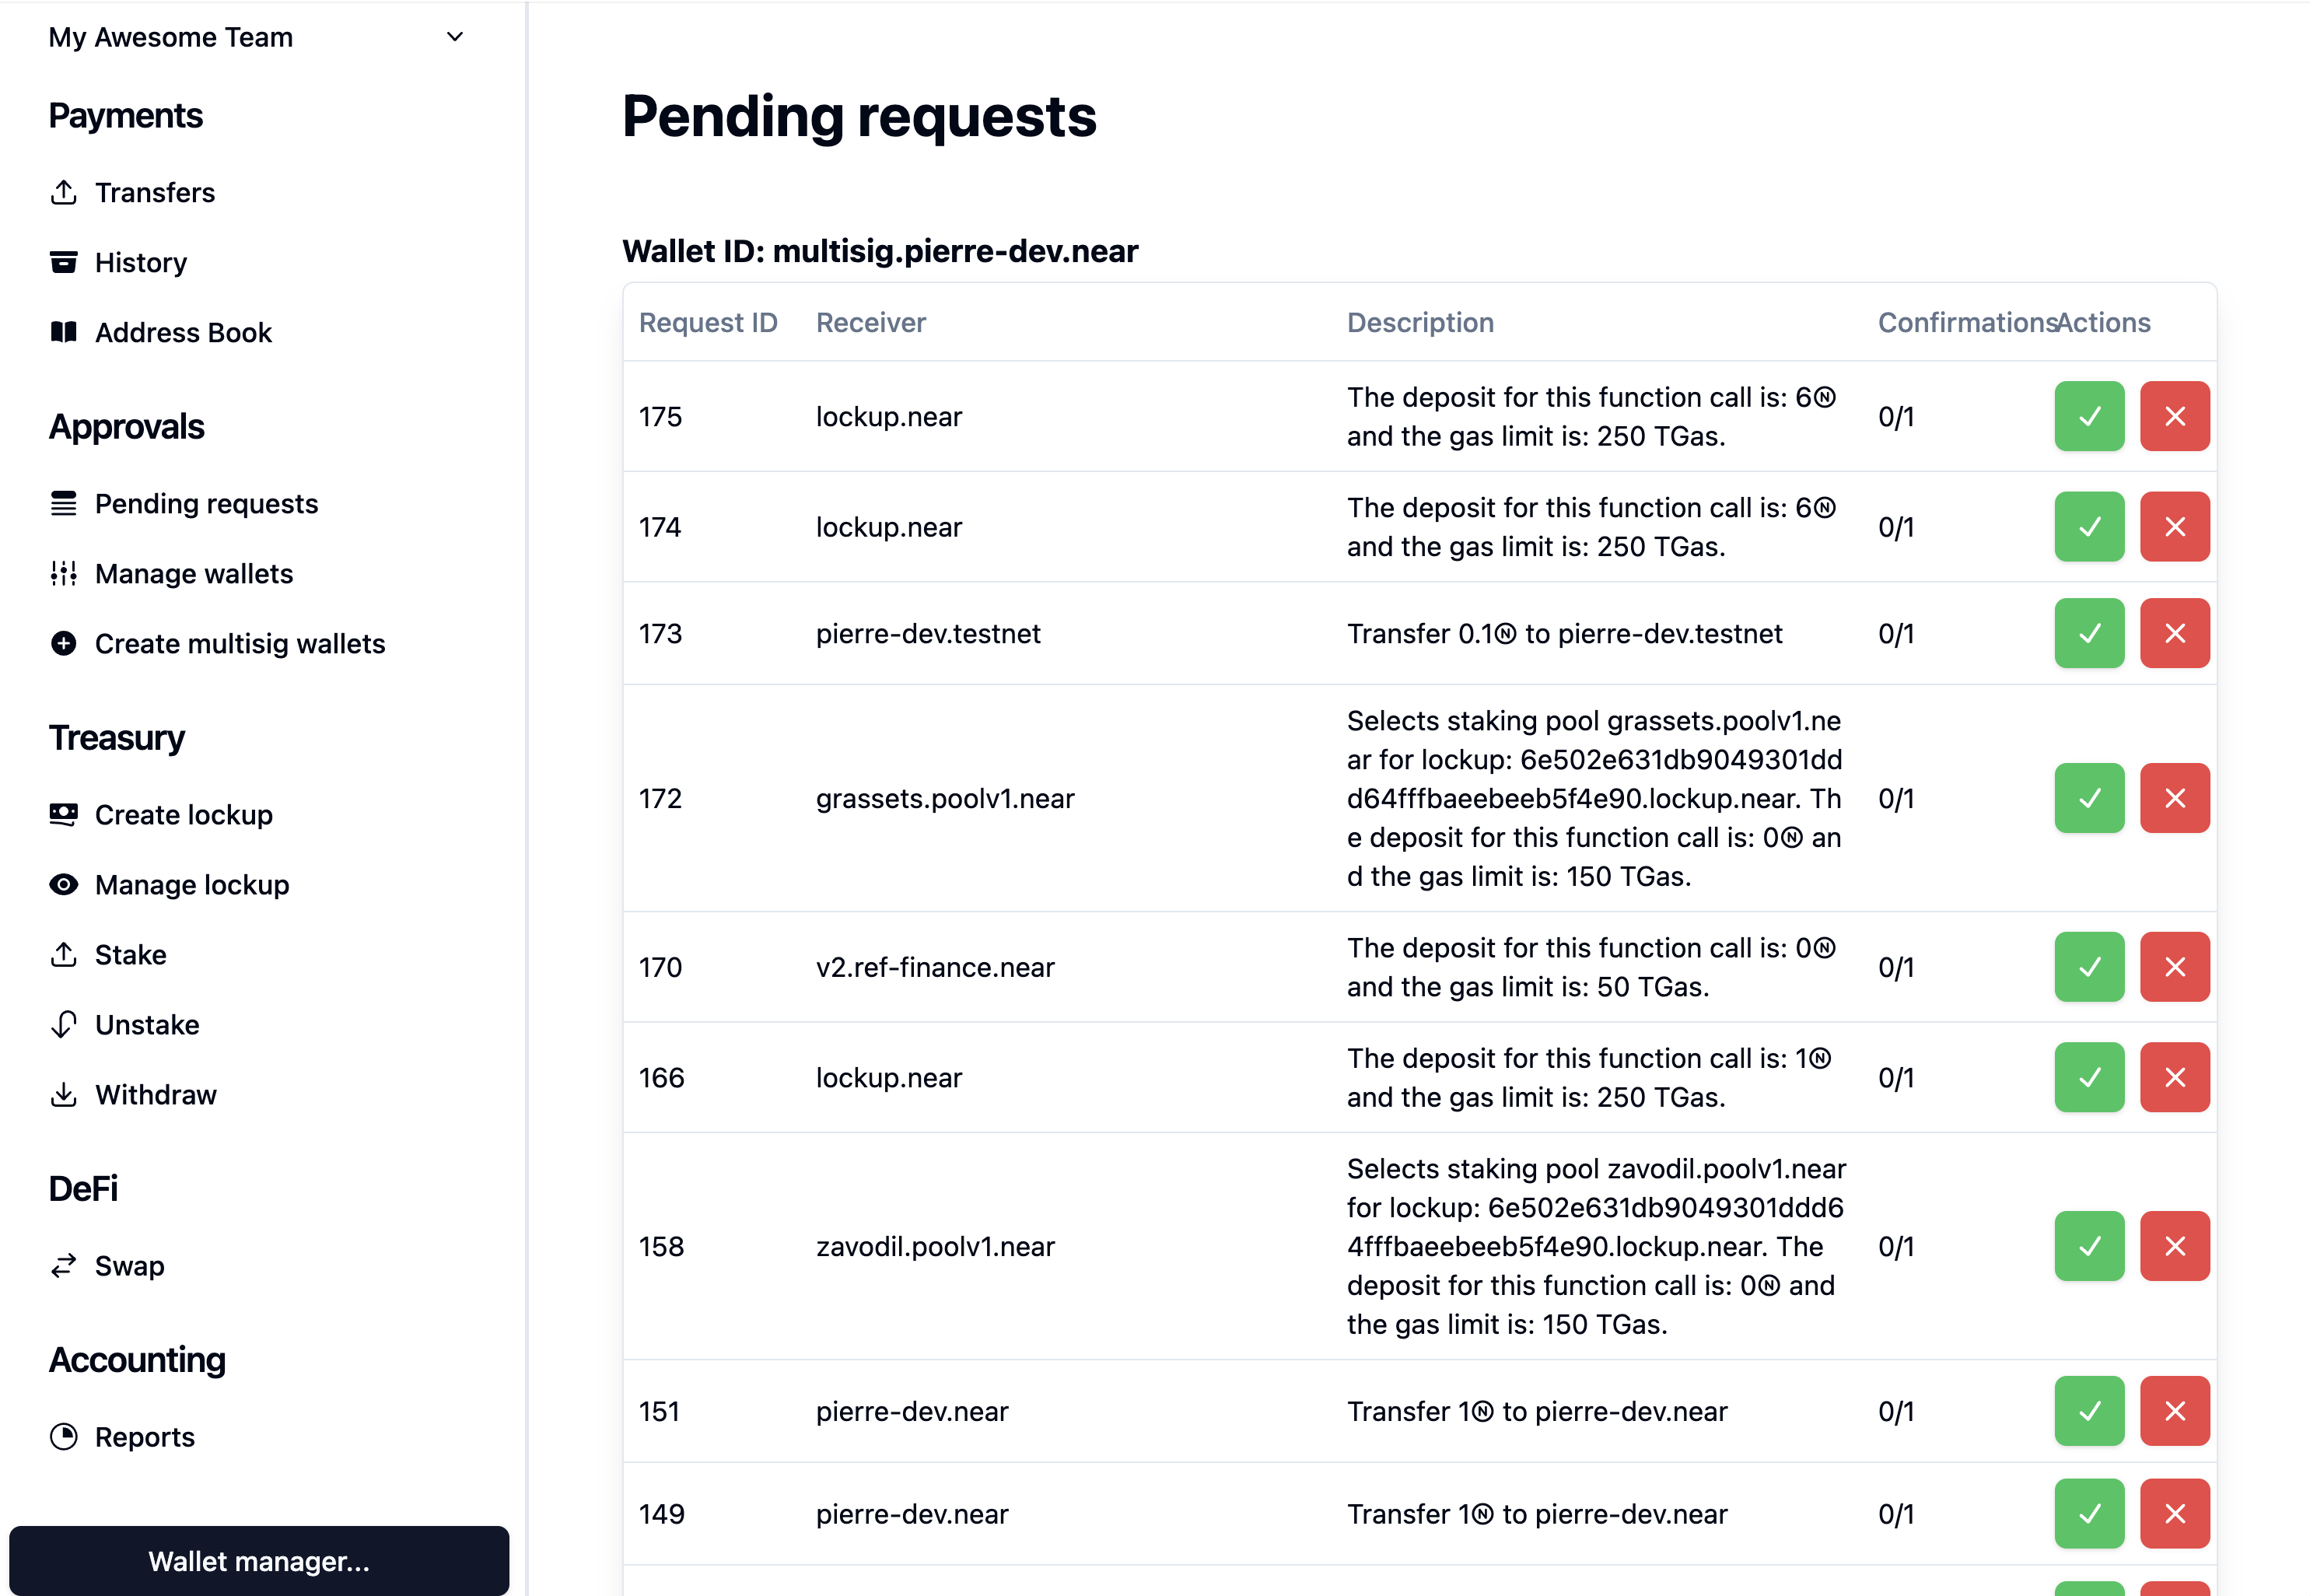 My Awesome Team
Payments
Transfers
History
Address Book
Approvals
Pending requests
Manage wallets
Create multisig wallets
Treasury
Create lockup
Manage lockup
Stake
Unstake
Withdraw
DeFi
Swap
Accounting
Reports
Wallet manager...
Pending requests
Wallet ID: multisig.pierre-dev.near
Request ID Receiver Description Confirmations Actions
175 lockup.near The deposit for this function call is: 6Ⓝ
and the gas limit is: 250 TGas. 0/1
174 lockup.near The deposit for this function call is: 6Ⓝ
and the gas limit is: 250 TGas. 0/1
173 pierre-dev.testnet Transfer 0.1Ⓝ to pierre-dev.testnet 0/1
172 grassets.poolv1.near Selects staking pool grassets.poolv1.ne
ar for lockup: 6e502e631db9049301dd
d64fffbaeebeeb5f4e90.lockup.near. Th
e deposit for this function call is: 0Ⓝ an
d the gas limit is: 150 TGas. 0/1
170 v2.ref-finance.near The deposit for this function call is: 0Ⓝ
and the gas limit is: 50 TGas. 0/1
166 lockup.near The deposit for this function call is: 1Ⓝ
and the gas limit is: 250 TGas. 0/1
158 zavodil.poolv1.near Selects staking pool zavodil.poolv1.near
for lockup: 6e502e631db9049301ddd6
4fffbaeebeeb5f4e90.lockup.near. The
deposit for this function call is: 0Ⓝ and
the gas limit is: 150 TGas. 0/1
151 pierre-dev.near Transfer 1Ⓝ to pierre-dev.near 0/1
149 pierre-dev.near Transfer 1Ⓝ to pierre-dev.near 0/1